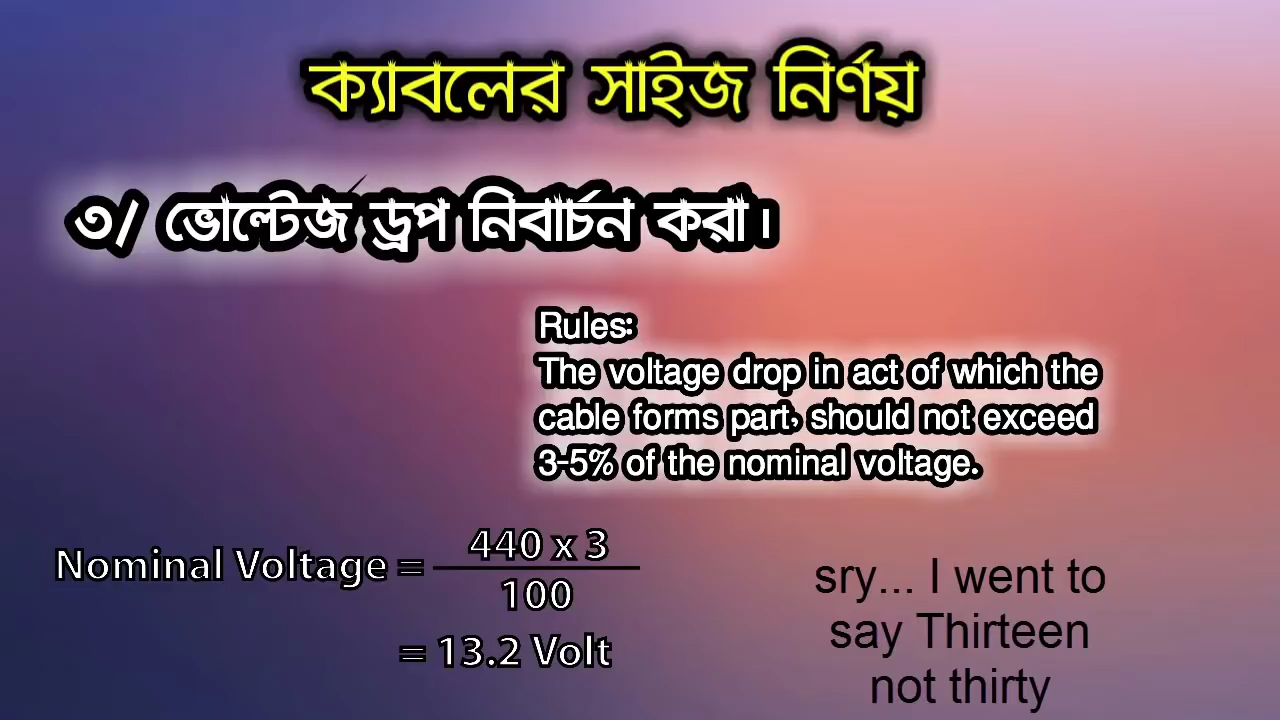 ক্যাবলের সাইজ নির্ণয়
৩/ ভোল্টেজ ড্রপ নিবার্চন করা।
Rules:
The voltage drop in act of which the
cable forms part, should not exceed
3-5% of the nominal voltage.
Nominal Voltage = 440 x 3
100
= 13.2 Volt
sry... I went to
say Thirteen
not thirty